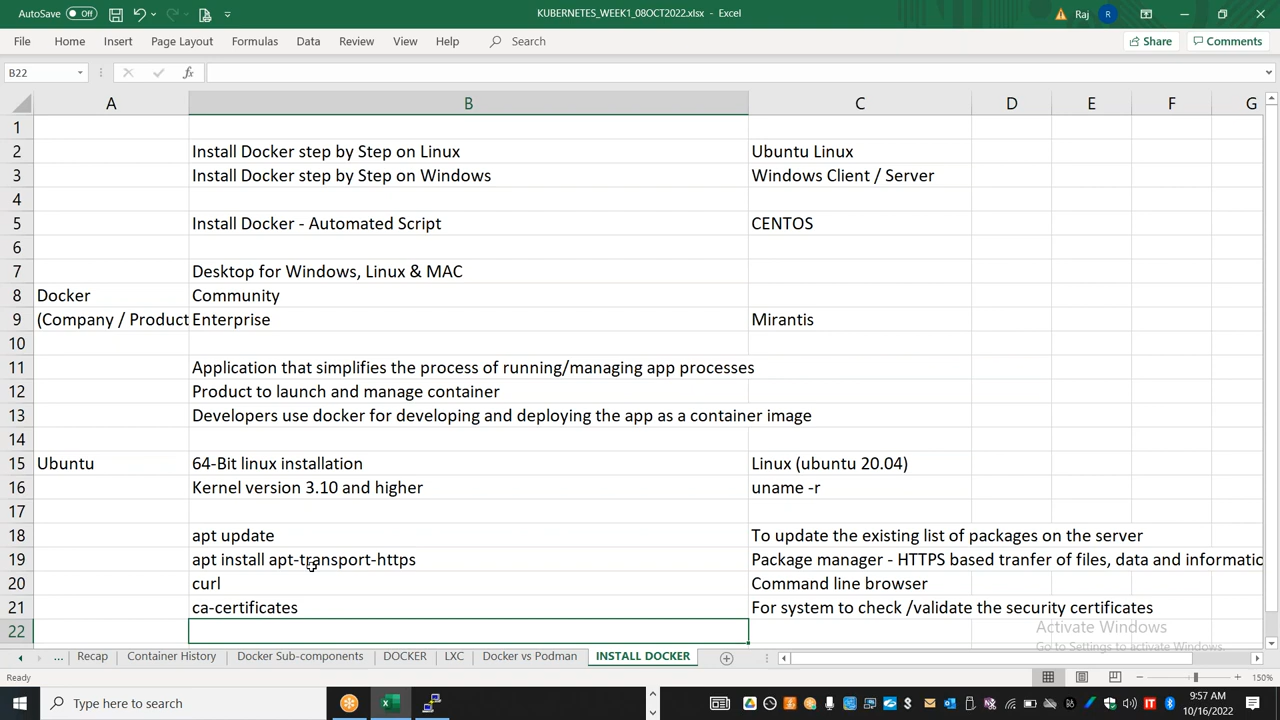 AutoSave Off KUBERNETES_WEEK1_08OCT2022.xlsx - Excel Raj R
File Home Insert Page Layout Formulas Data Review View Help Search Share Comments
B22 fx
A B C D E F G
1
2 Install Docker step by Step on Linux Ubuntu Linux
3 Install Docker step by Step on Windows Windows Client / Server
4
5 Install Docker - Automated Script CENTOS
6
7 Desktop for Windows, Linux & MAC
8 Docker Community
9 (Company / Product Enterprise Mirantis
10
11 Application that simplifies the process of running/managing app processes
12 Product to launch and manage container
13 Developers use docker for developing and deploying the app as a container image
14
15 Ubuntu 64-Bit linux installation Linux (ubuntu 20.04)
16 Kernel version 3.10 and higher uname -r
17
18 apt update To update the existing list of packages on the server
19 apt install apt-transport-https Package manager - HTTPS based tranfer of files, data and informatio
20 curl Command line browser
21 ca-certificates For system to check /validate the security certificates
22
Activate Windows
Go to Settings to activate Windows.
... Recap Container History Docker Sub-components DOCKER LXC Docker vs Podman INSTALL DOCKER
Ready 150%
Type here to search 9:57 AM
10/16/2022